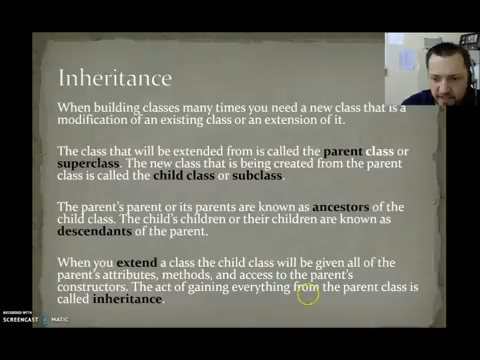 Inheritance
When building classes many times you need a new class that is a
modification of an existing class or an extension of it.
The class that will be extended from is called the parent class or
superclass. The new class that is being created from the parent
class is called the child class or subclass.
The parent's parent or its parents are known as ancestors of the
child class. The child's children or their children are known as
descendants of the parent.
When you extend a class the child class will be given all of the
parent's attributes, methods, and access to the parent's
constructors. The act of gaining everything from the parent class is
called inheritance.
RECORDED WITH
SCREENCAST MATIC